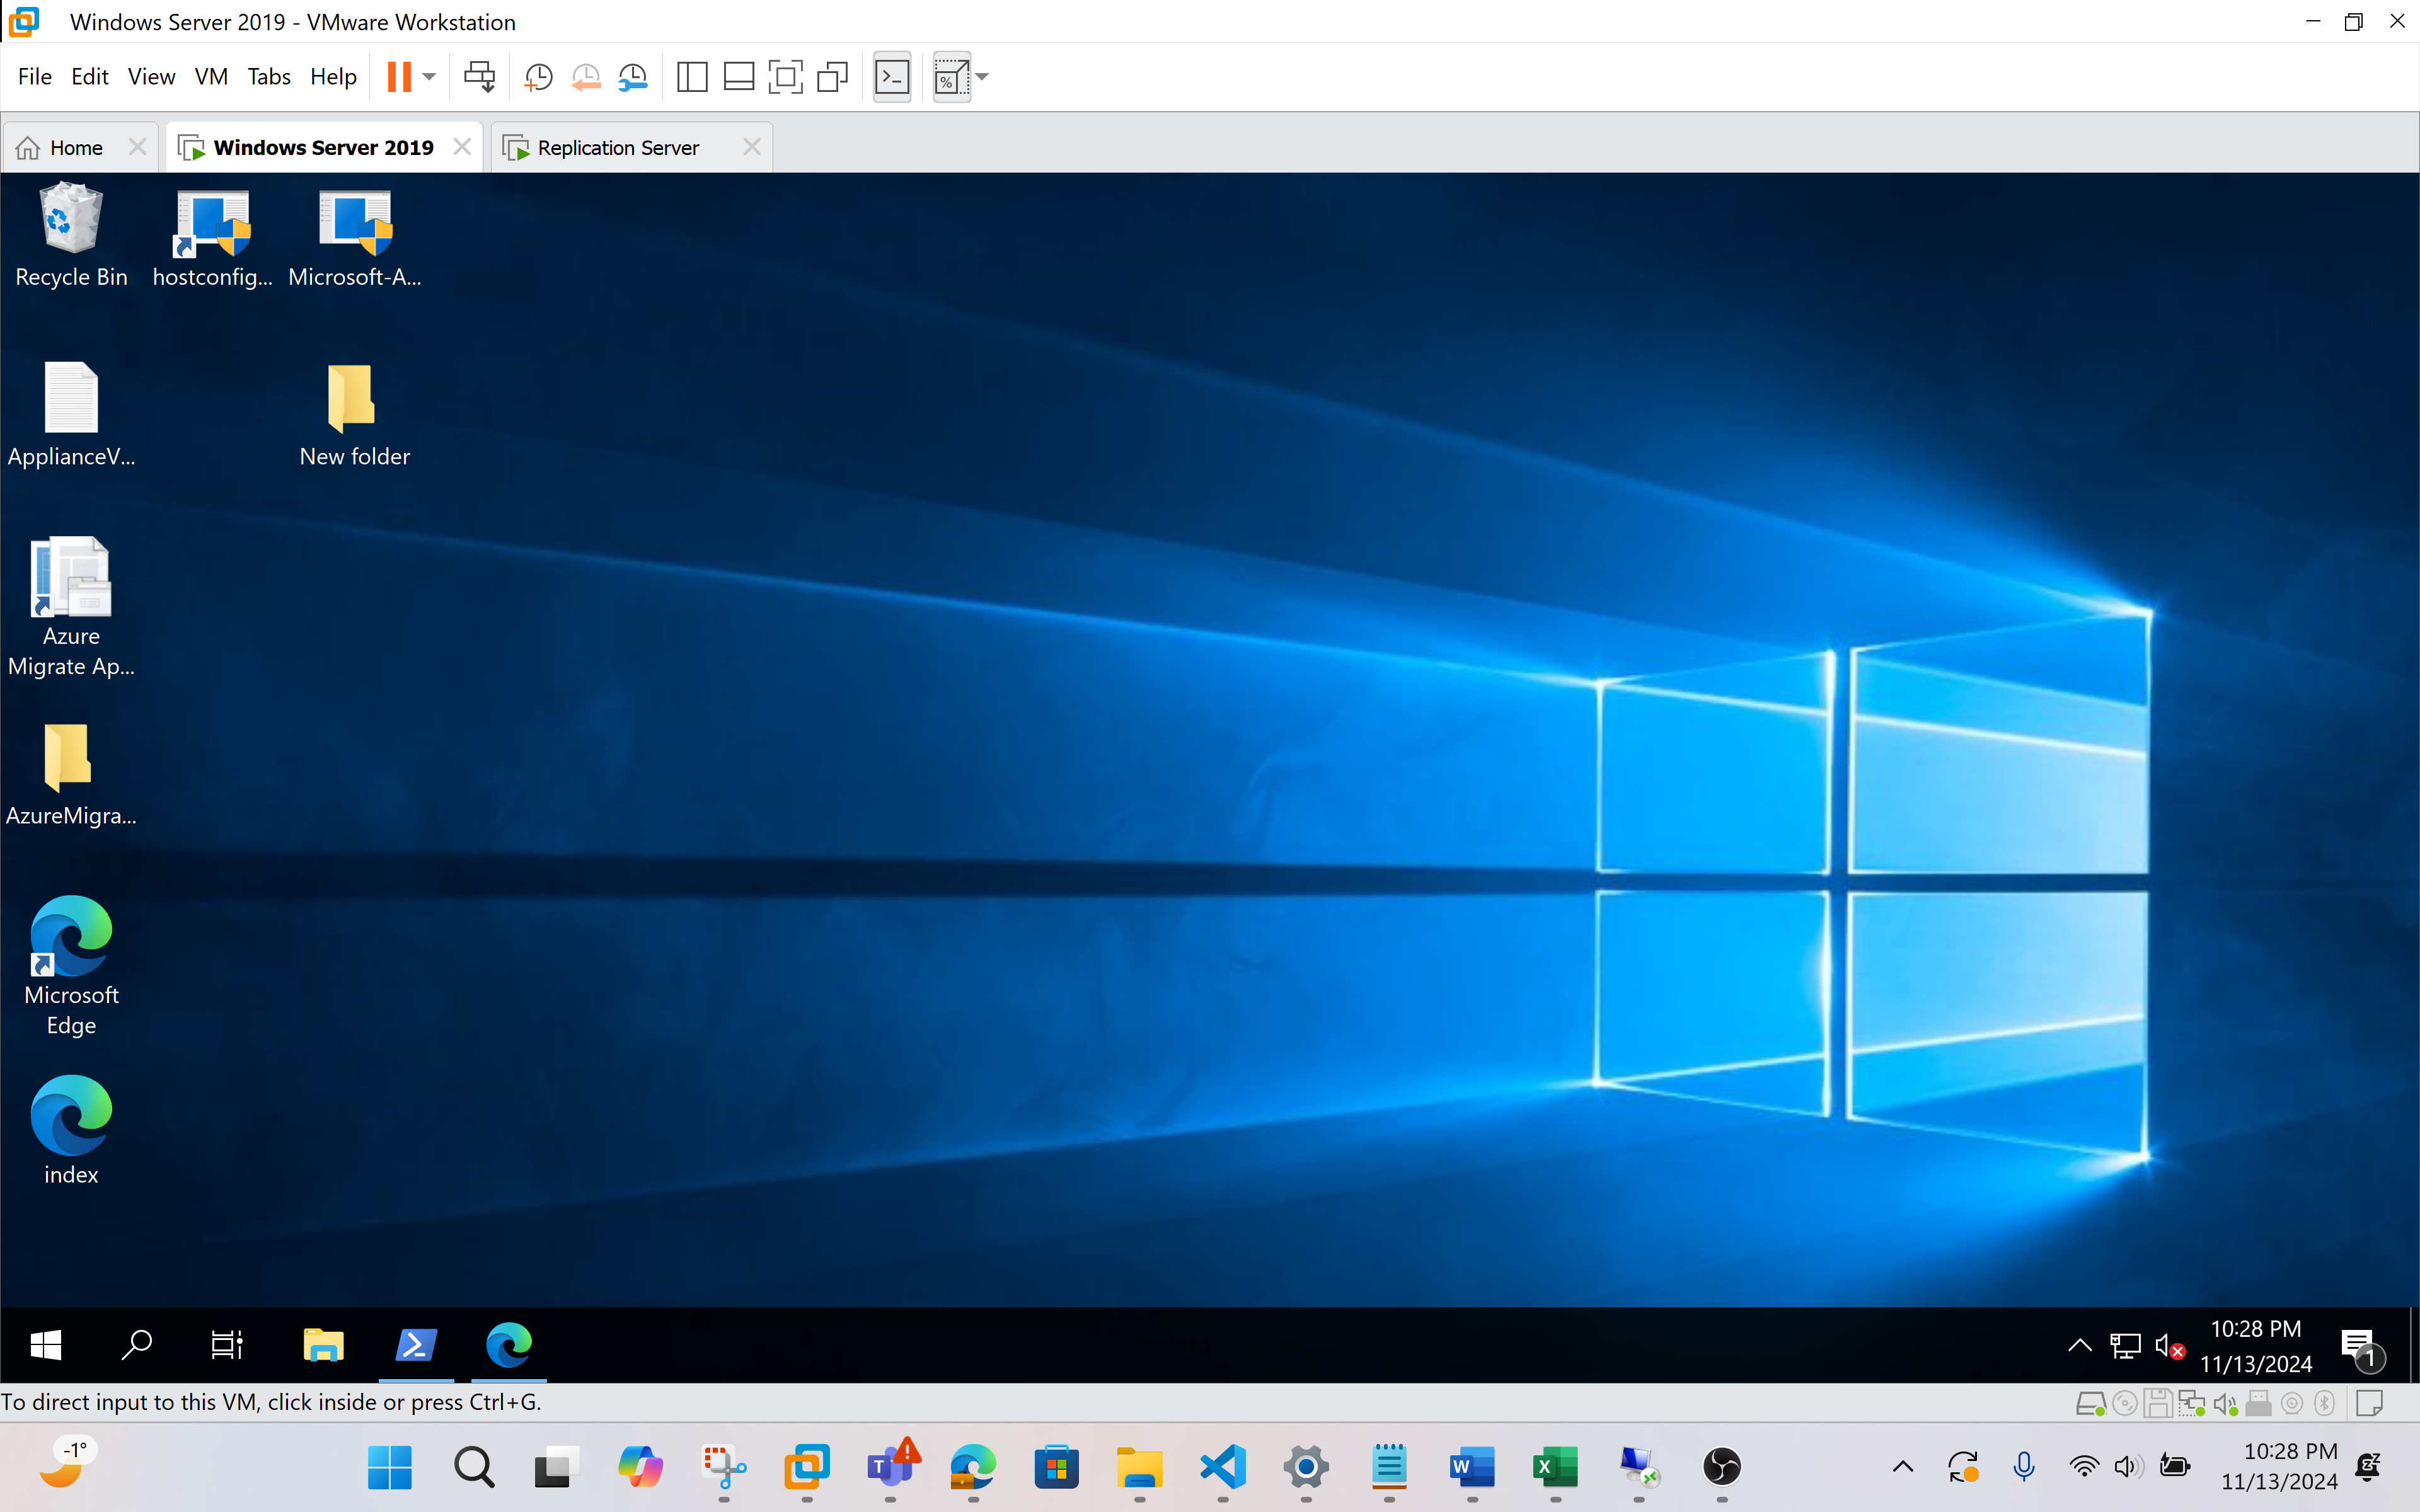 Windows Server 2019 - VMware Workstation
File Edit View VM Tabs Help
Home
Windows Server 2019
Replication Server
Recycle Bin
hostconfig...
Microsoft-A...
ApplianceV...
New folder
Azure
Migrate Ap...
AzureMigra...
Microsoft
Edge
index
10:28 PM
11/13/2024
1
To direct input to this VM, click inside or press Ctrl+G.
-1°
10:28 PM
11/13/2024